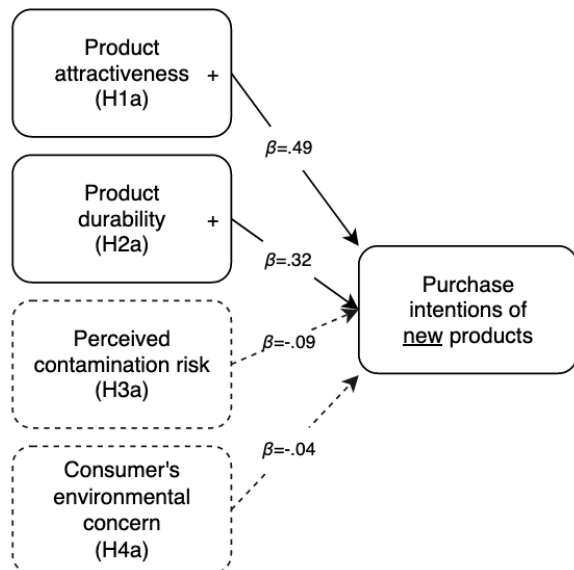 Product
attractiveness +
(H1a)
β=.49
Product
durability +
(H2a)
β=.32
Purchase
intentions of
new products
Perceived
contamination risk
(H3a)
β=-.09
Consumer's
environmental
concern
(H4a)
β=-.04